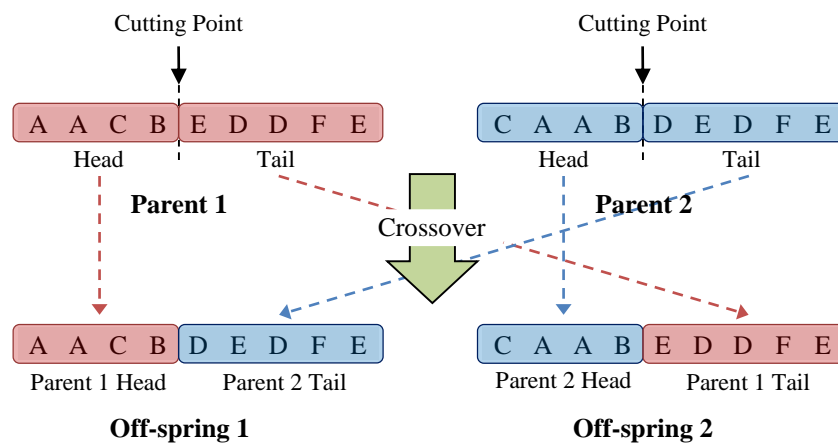 Cutting Point Cutting Point
A A C B E D D F E C A A B D E D F E
Head Tail Head Tail
Parent 1 Parent 2
Crossover
A A C B D E D F E C A A B E D D F E
Parent 1 Head Parent 2 Tail Parent 2 Head Parent 1 Tail
Off-spring 1 Off-spring 2